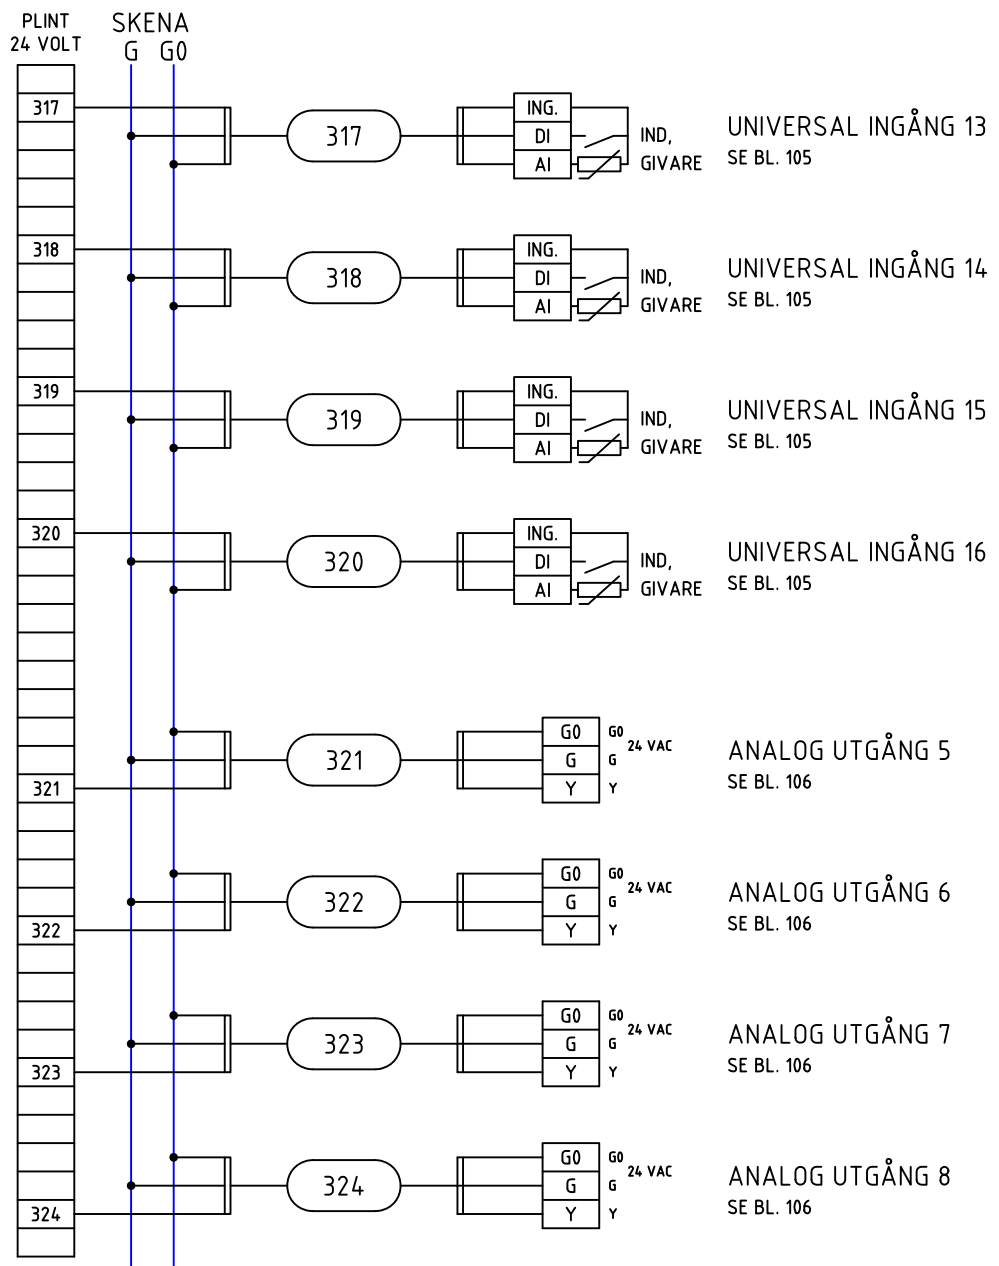 PLINT
24 VOLT
SKENA
G G0
317
317
ING.
DI
AI
IND,
GIVARE
UNIVERSAL INGÅNG 13
SE BL. 105
318
318
ING.
DI
AI
IND,
GIVARE
UNIVERSAL INGÅNG 14
SE BL. 105
319
319
ING.
DI
AI
IND,
GIVARE
UNIVERSAL INGÅNG 15
SE BL. 105
320
320
ING.
DI
AI
IND,
GIVARE
UNIVERSAL INGÅNG 16
SE BL. 105
321
321
G0
G
Y
G0
24 VAC
G
Y
ANALOG UTGÅNG 5
SE BL. 106
322
322
G0
G
Y
G0
24 VAC
G
Y
ANALOG UTGÅNG 6
SE BL. 106
323
323
G0
G
Y
G0
24 VAC
G
Y
ANALOG UTGÅNG 7
SE BL. 106
324
324
G0
G
Y
G0
24 VAC
G
Y
ANALOG UTGÅNG 8
SE BL. 106